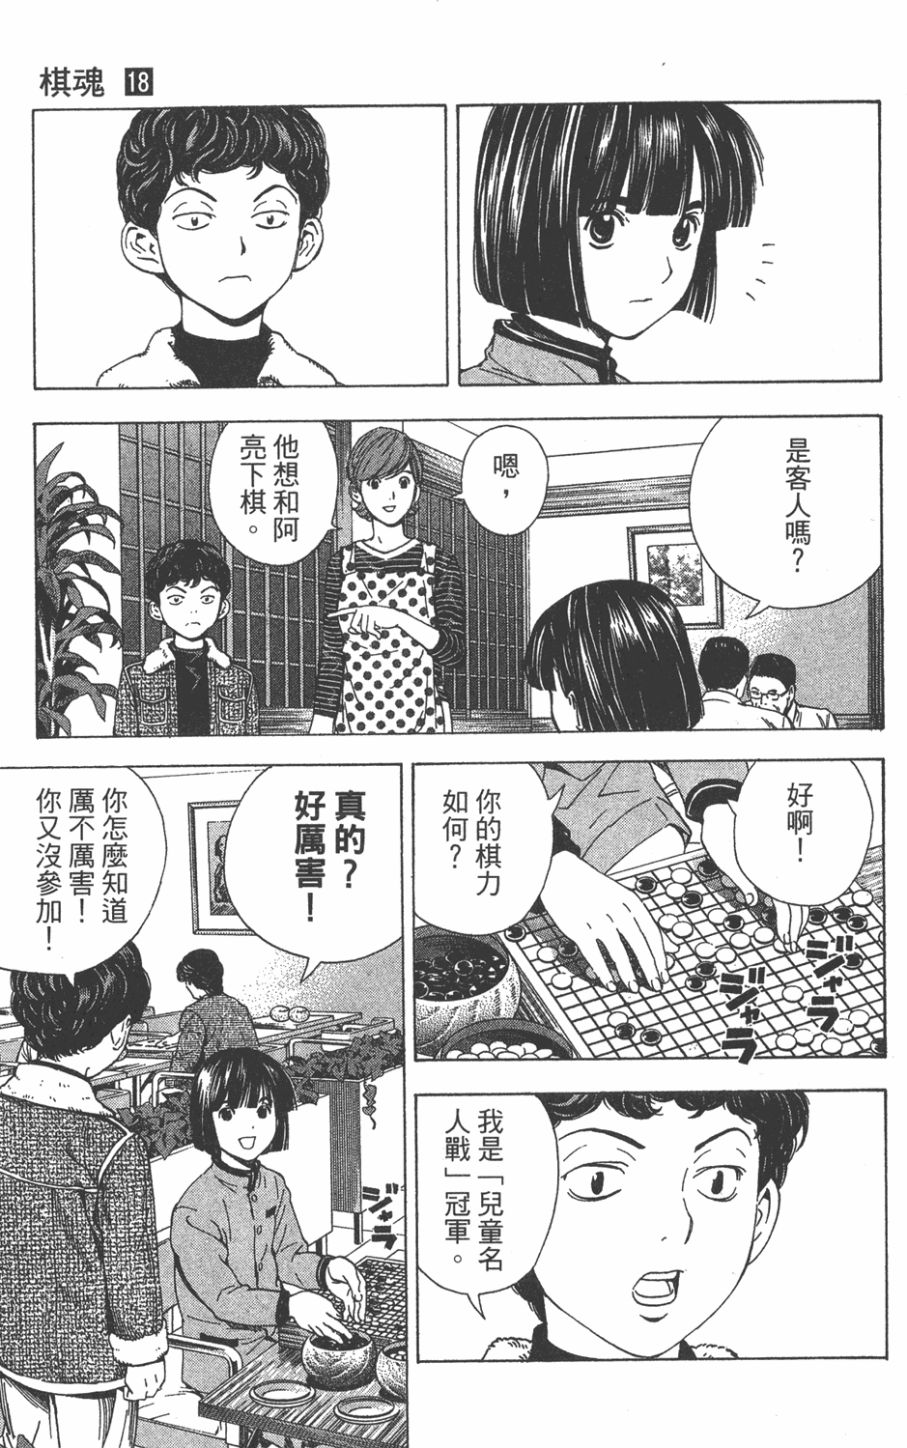 棋魂 18
是客人嗎？
嗯，
他想和阿
亮下棋。
好啊！
你的棋力
如何？
ジャラ
ジャラ
我是「兒童名
人戰」冠軍。
真的？
好厲害！
你怎麼知道
厲不厲害！
你又沒參加！
ジャラ